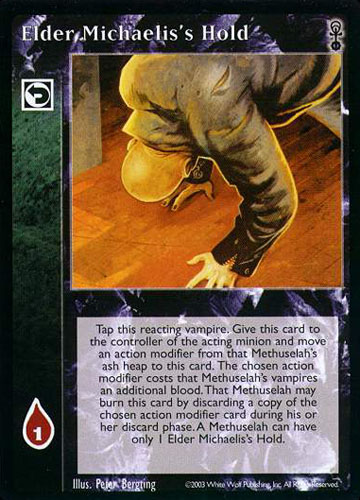 Elder Michaelis's Hold
Tap this reacting vampire. Give this card to
the controller of the acting minion and move
an action modifier from that Methuselah's
ash heap to this card. The chosen action
modifier costs that Methuselah's vampires
an additional blood. That Methuselah may
burn this card by discarding a copy of the
chosen action modifier card during his or
her discard phase. A Methuselah can have
only 1 Elder Michaelis's Hold.
1
Illus. Peter Bergting
©2003 White Wolf Publishing, Inc. All Rights Reserved.